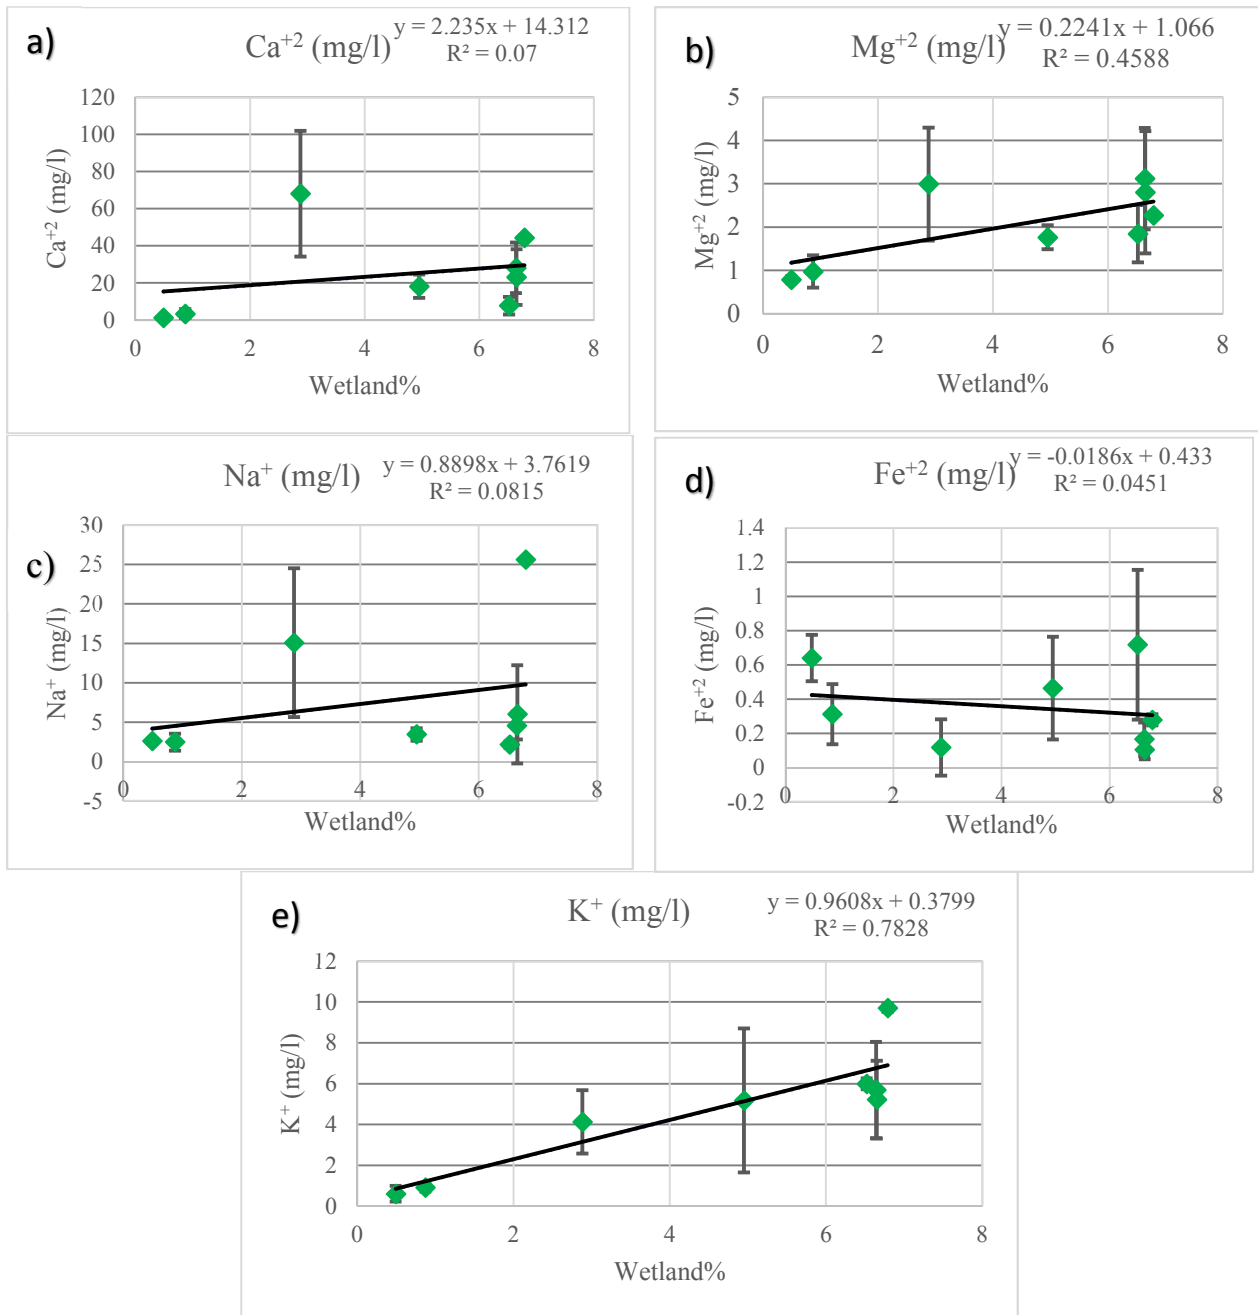 a)
Ca⁺² (mg/l)
y = 2.235x + 14.312
R² = 0.07
120
100
80
60
40
20
0
0 2 4 6 8
Ca⁺² (mg/l)
Wetland%
b)
Mg⁺² (mg/l)
y = 0.2241x + 1.066
R² = 0.4588
5
4
3
2
1
0
0 2 4 6 8
Mg⁺² (mg/l)
Wetland%
c)
Na⁺ (mg/l)
y = 0.8898x + 3.7619
R² = 0.0815
30
25
20
15
10
5
0
-5
0 2 4 6 8
Na⁺ (mg/l)
Wetland%
d)
Fe⁺² (mg/l)
y = -0.0186x + 0.433
R² = 0.0451
1.4
1.2
1
0.8
0.6
0.4
0.2
0
-0.2
0 2 4 6 8
Fe⁺² (mg/l)
Wetland%
e)
K⁺ (mg/l)
y = 0.9608x + 0.3799
R² = 0.7828
12
10
8
6
4
2
0
0 2 4 6 8
K⁺ (mg/l)
Wetland%